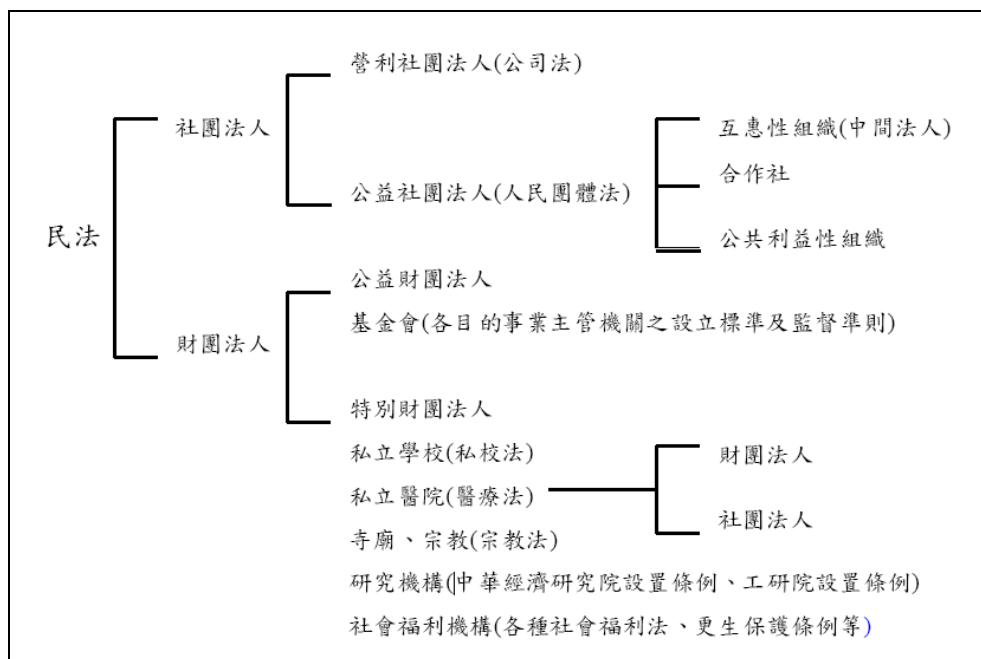 民法
社團法人
營利社團法人(公司法)
公益社團法人(人民團體法)
互惠性組織(中間法人)
合作社
公共利益性組織
財團法人
公益財團法人
基金會(各目的事業主管機關之設立標準及監督準則)
特別財團法人
私立學校(私校法)
私立醫院(醫療法)
財團法人
社團法人
寺廟、宗教(宗教法)
研究機構(中華經濟研究院設置條例、工研院設置條例)
社會福利機構(各種社會福利法、更生保護條例等)